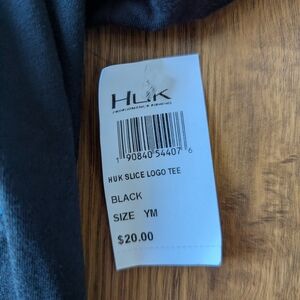 HUK
PERFORMANCE FISHING
1 90840 54407 6
HUK SLICE LOGO TEE
BLACK
SIZE YM
$20.00